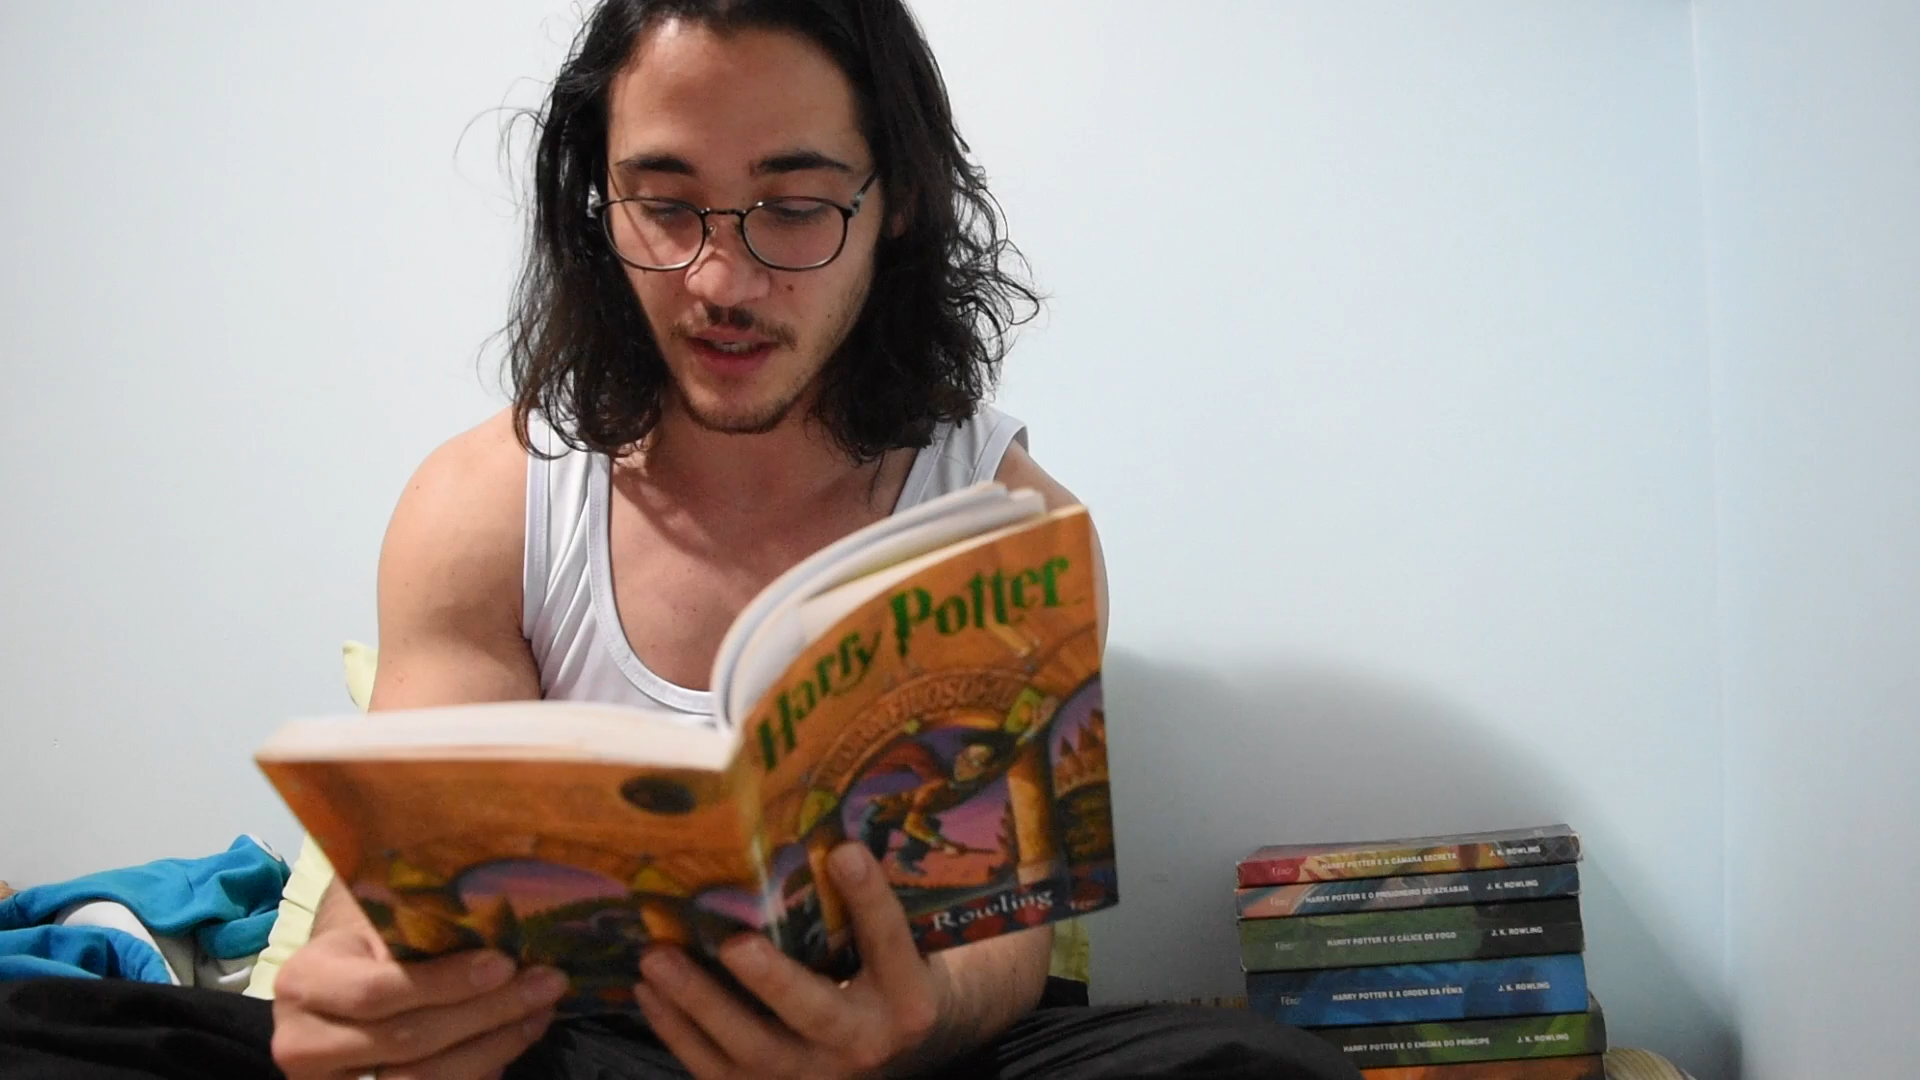 Harry Potter
Rowling
HARRY POTTER E A CÂMARA SECRETA J. K. ROWLING
HARRY POTTER E O PRISIONEIRO DE AZKABAN J. K. ROWLING
HARRY POTTER E O CÁLICE DE FOGO J. K. ROWLING
HARRY POTTER E A ORDEM DA FÊNIX J. K. ROWLING
HARRY POTTER E O ENIGMA DO PRÍNCIPE J. K. ROWLING